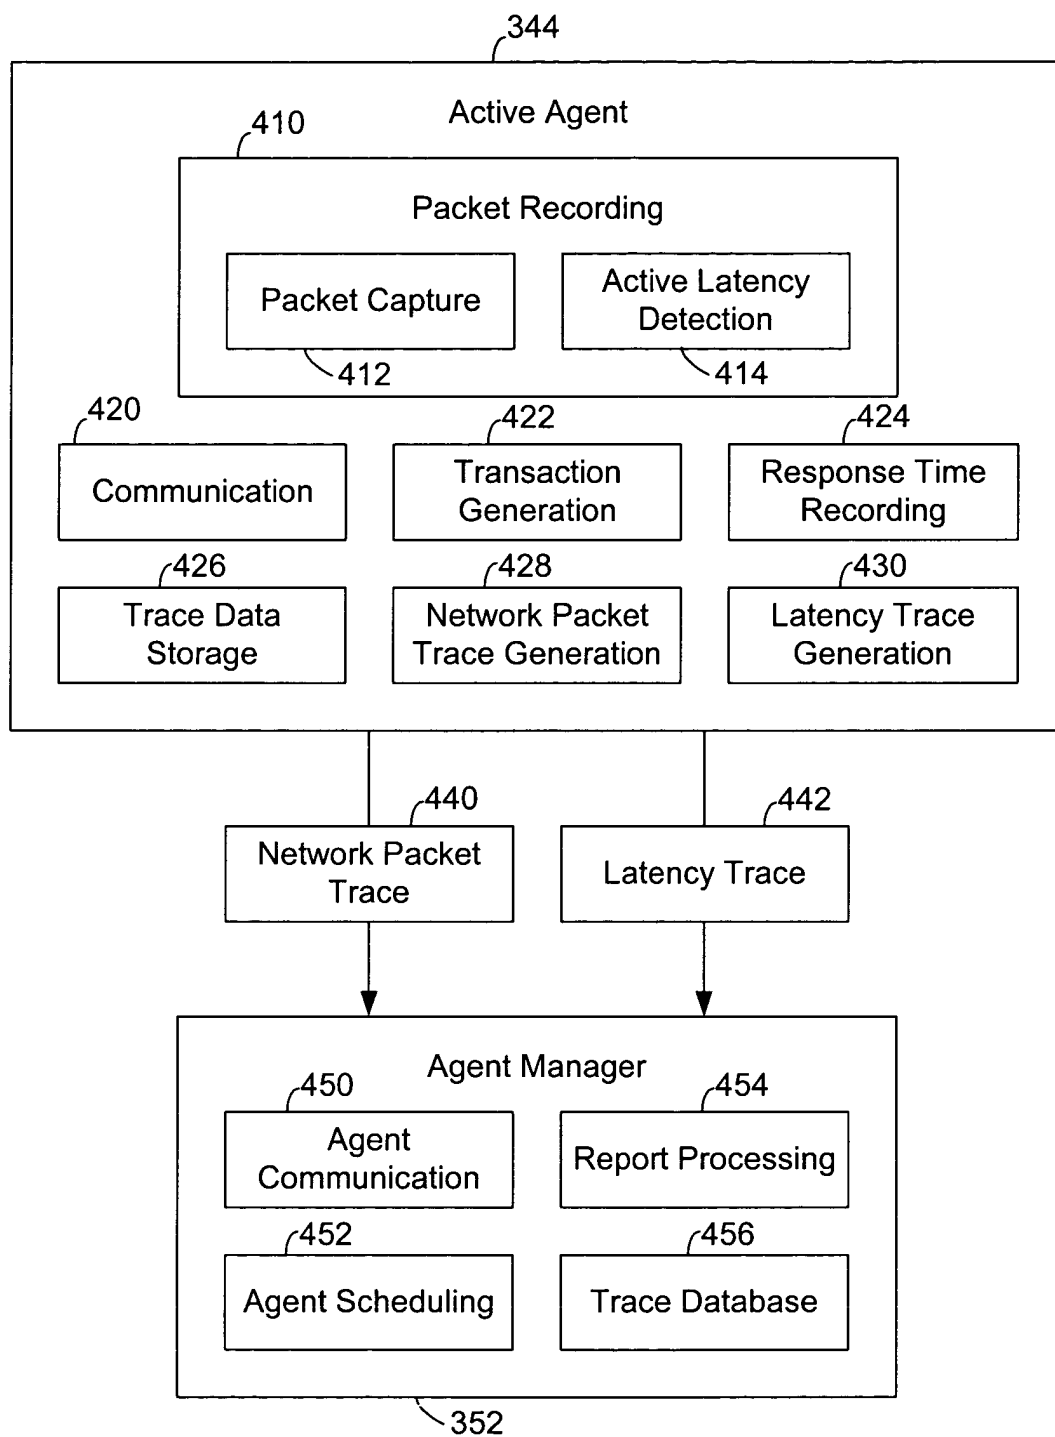 344
Active Agent
410
Packet Recording
Packet Capture
Active Latency
Detection
412
414
420
422
424
Communication
Transaction
Generation
Response Time
Recording
426
428
430
Trace Data
Storage
Network Packet
Trace Generation
Latency Trace
Generation
440
442
Network Packet
Trace
Latency Trace
Agent Manager
450
454
Agent
Communication
Report Processing
452
456
Agent Scheduling
Trace Database
352